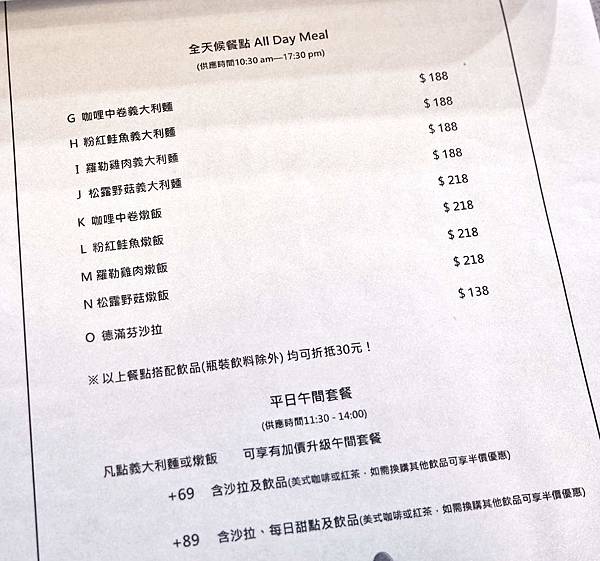 全天候餐點 All Day Meal
(供應時間10:30 am—17:30 pm)
G 咖哩中卷義大利麵 $ 188
H 粉紅鮭魚義大利麵 $ 188
I 羅勒雞肉義大利麵 $ 188
J 松露野菇義大利麵 $ 188
K 咖哩中卷燉飯 $ 218
L 粉紅鮭魚燉飯 $ 218
M 羅勒雞肉燉飯 $ 218
N 松露野菇燉飯 $ 218
O 德滿芬沙拉 $ 138
※ 以上餐點搭配飲品(瓶裝飲料除外) 均可折抵30元！
平日午間套餐
(供應時間11:30 - 14:00)
凡點義大利麵或燉飯 可享有加價升級午間套餐
+69 含沙拉及飲品(美式咖啡或紅茶，如需換購其他飲品可享半價優惠)
+89 含沙拉、每日甜點及飲品(美式咖啡或紅茶，如需換購其他飲品可享半價優惠)